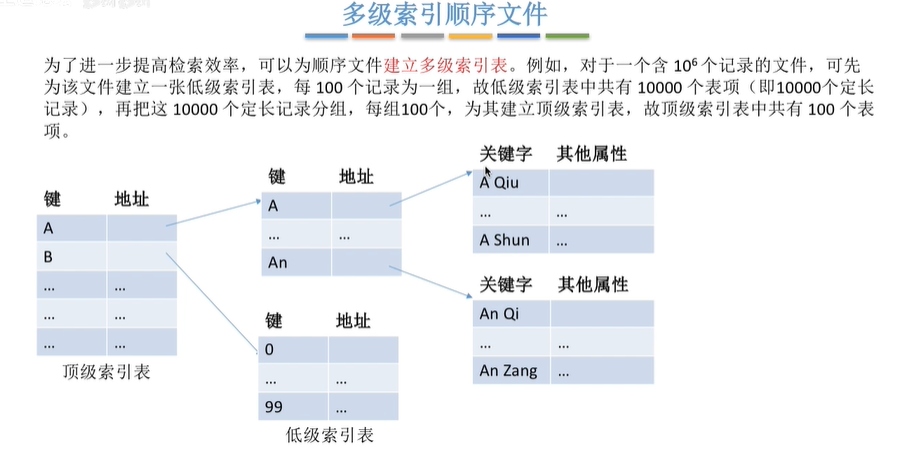 多级索引顺序文件
为了进一步提高检索效率，可以为顺序文件建立多级索引表。例如，对于一个含 10⁶ 个记录的文件，可先
为该文件建立一张低级索引表，每 100 个记录为一组，故低级索引表中共有 10000 个表项（即10000个定长
记录），再把这 10000 个定长记录分组，每组100个，为其建立顶级索引表，故顶级索引表中共有 100 个表
项。
键 地址
A
B
... ...
... ...
... ...
顶级索引表
键 地址
A
... ...
An
键 地址
0
... ...
99 ...
低级索引表
关键字 其他属性
A Qiu
... ...
A Shun ...
关键字 其他属性
An Qi
... ...
An Zang ...